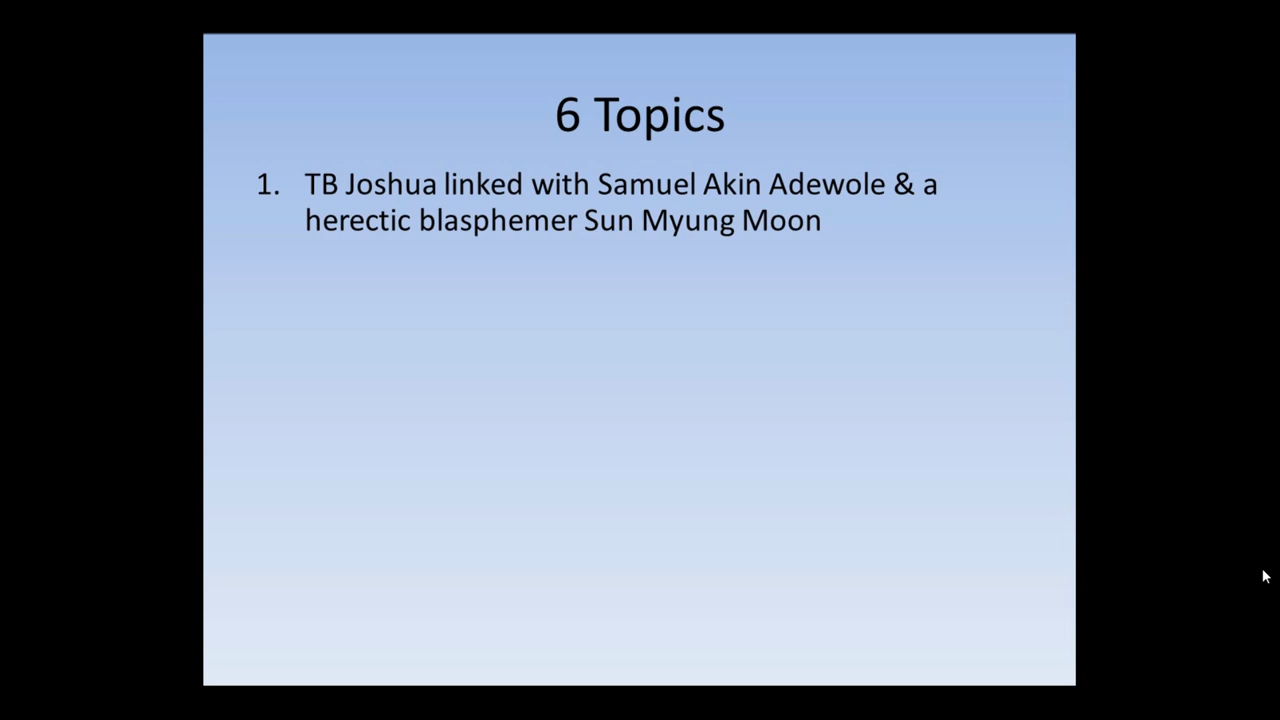 6 Topics
1. TB Joshua linked with Samuel Akin Adewole & a
herectic blasphemer Sun Myung Moon